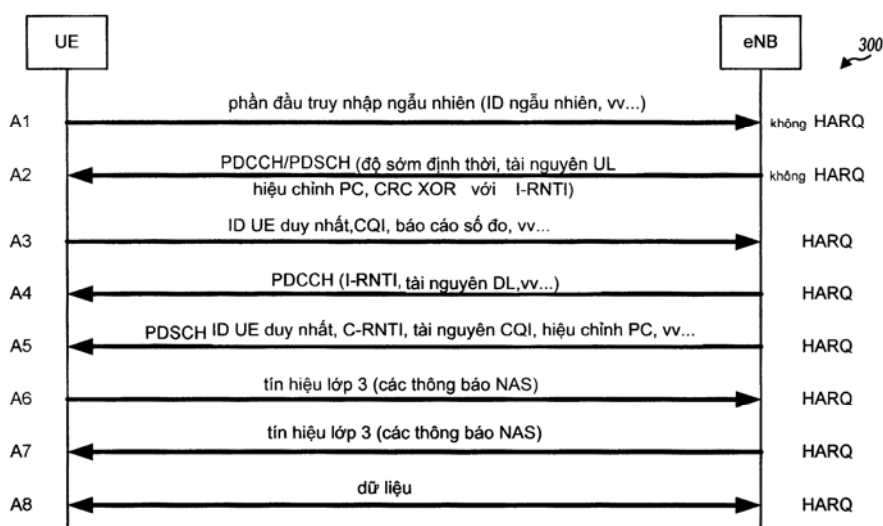 UE
eNB
300
A1
phần đầu truy nhập ngẫu nhiên (ID ngẫu nhiên, vv...)
không HARQ
A2
PDCCH/PDSCH (độ sớm định thời, tài nguyên UL
hiệu chỉnh PC, CRC XOR với I-RNTI)
không HARQ
A3
ID UE duy nhất,CQI, báo cáo số đo, vv...
HARQ
A4
PDCCH (I-RNTI, tài nguyên DL,vv...)
HARQ
A5
PDSCH ID UE duy nhất, C-RNTI, tài nguyên CQI, hiệu chỉnh PC, vv...
HARQ
A6
tín hiệu lớp 3 (các thông báo NAS)
HARQ
A7
tín hiệu lớp 3 (các thông báo NAS)
HARQ
A8
dữ liệu
HARQ